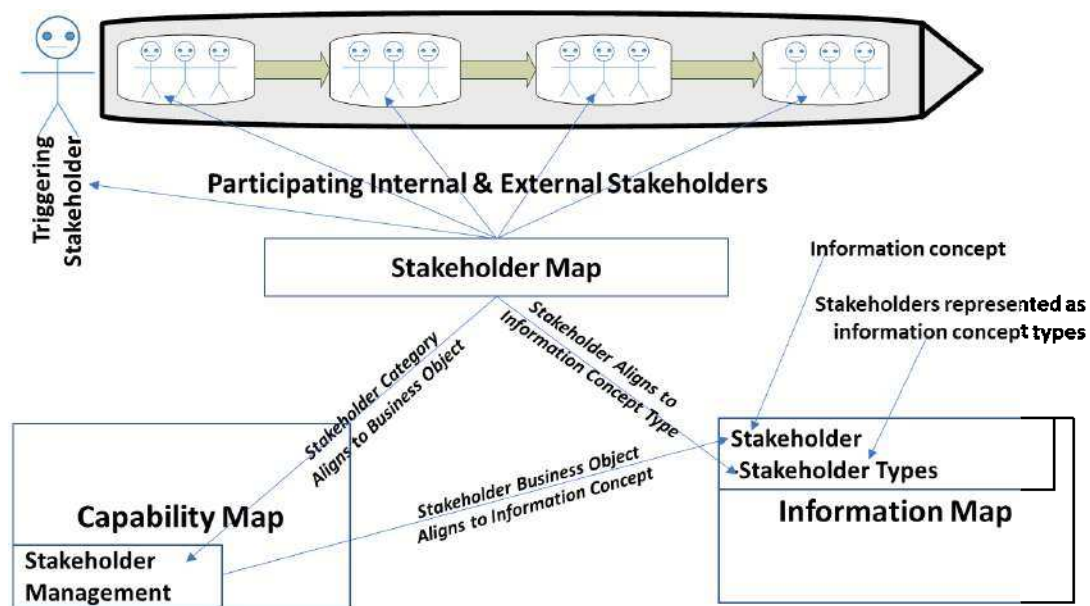 Triggering
Stakeholder
Participating Internal & External Stakeholders
Stakeholder Map
Information concept
Stakeholders represented as
information concept types
Stakeholder Category
Aligns to Business Object
Stakeholder Aligns to
Information Concept Type
Stakeholder Business Object
Aligns to Information Concept
Stakeholder
-Stakeholder Types
Information Map
Capability Map
Stakeholder
Management